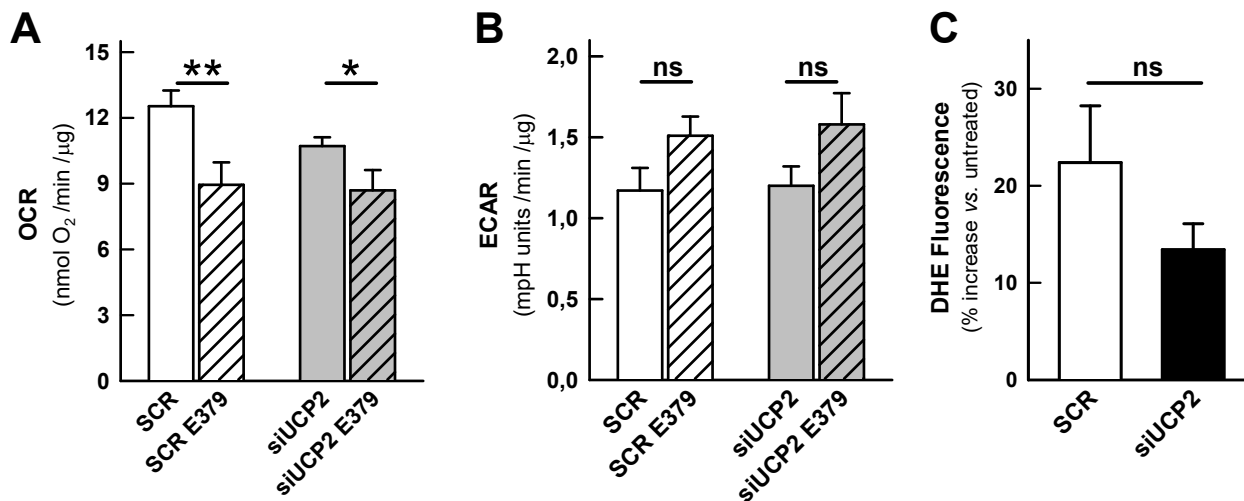 A
OCR
(nmol O₂ /min /μg)
15
12
9
6
3
0
**
*
SCR
SCR E379
siUCP2
siUCP2 E379
B
ECAR
(mpH units /min /μg)
2,0
1,5
1,0
0,5
0,0
ns
ns
SCR
SCR E379
siUCP2
siUCP2 E379
C
DHE Fluorescence
(% increase vs. untreated)
30
20
10
0
ns
SCR
siUCP2